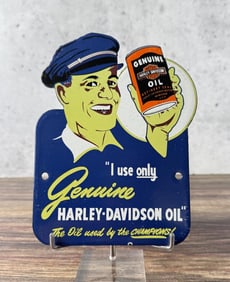 GENUINE
HARLEY-DAVIDSON
OIL
"I use only
Genuine
HARLEY-DAVIDSON OIL"
The Oil used by the CHAMPIONS!